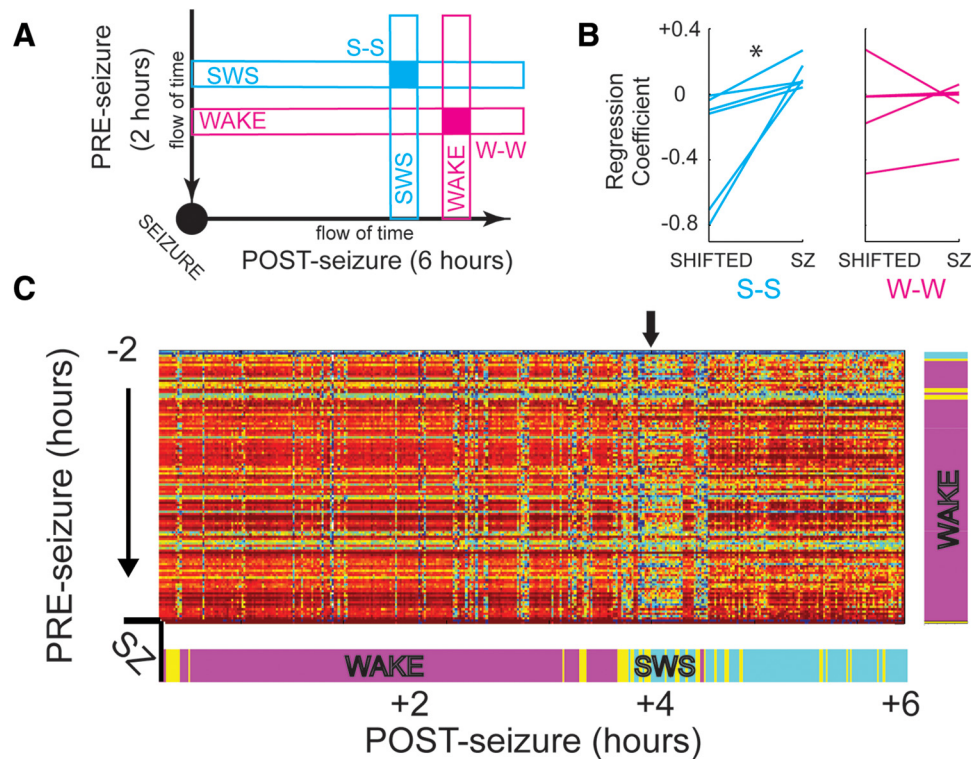 A
PRE-seizure
(2 hours)
flow of time
SWS
WAKE
S-S
W-W
SWS
WAKE
SEIZURE
flow of time
POST-seizure (6 hours)
B
Regression
Coefficient
+0.4
0
-0.4
-0.8
*
SHIFTED
SZ
S-S
SHIFTED
SZ
W-W
C
PRE-seizure (hours)
-2
SZ
WAKE
WAKE
SWS
+2
+4
+6
POST-seizure (hours)